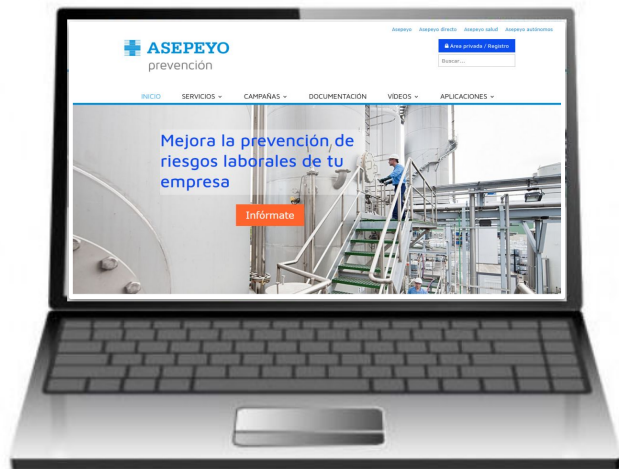 Asepeyo Asepeyo directo Asepeyo salud Asepeyo autónomos
ASEPEYO
prevención
Area privada / Registro
Buscar...
INICIO SERVICIOS CAMPAÑAS DOCUMENTACIÓN VÍDEOS APLICACIONES
Mejora la prevención de
riesgos laborales de tu
empresa
Infórmate